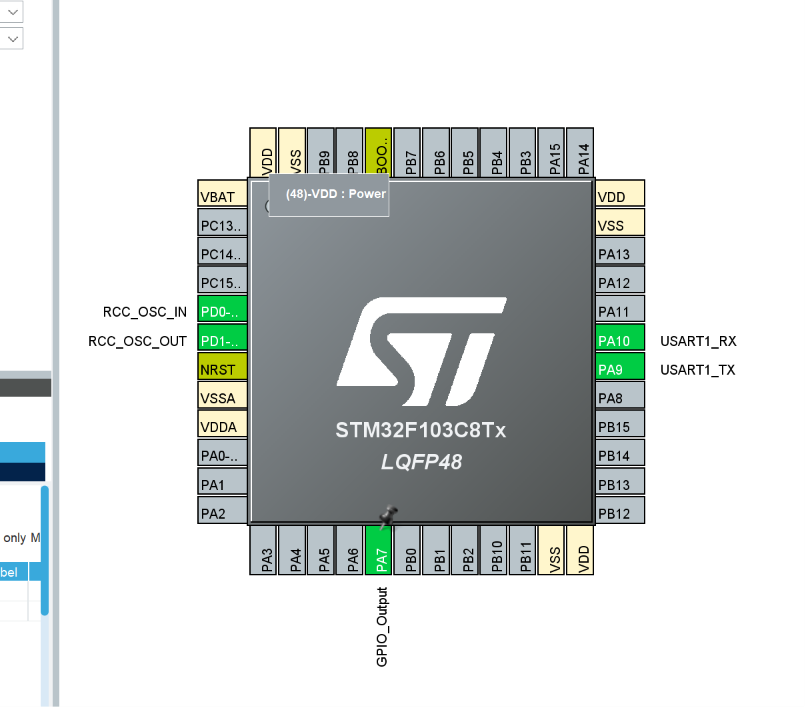 VDD
VSS
PB9
PB8
BOO..
PB7
PB6
PB5
PB4
PB3
PA15
PA14
(48)-VDD : Power
VBAT
VDD
PC13..
VSS
PC14..
PA13
PC15..
PA12
RCC_OSC_IN
PD0-..
PA11
RCC_OSC_OUT
PD1-..
PA10
USART1_RX
NRST
PA9
USART1_TX
VSSA
PA8
VDDA
PB15
STM32F103C8Tx
PA0-..
PB14
LQFP48
PA1
PB13
PA2
PB12
only M
bel
PA3
PA4
PA5
PA6
PA7
PB0
PB1
PB2
PB10
PB11
VSS
VDD
GPIO_Output